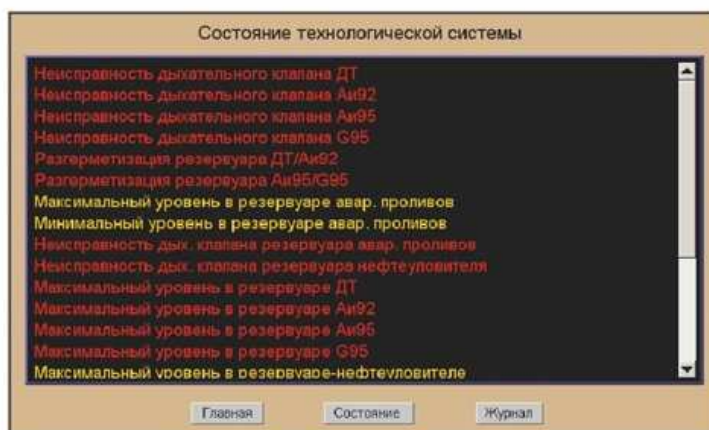 Состояние технологической системы
Неисправность дыхательного клапана ДТ
Неисправность дыхательного клапана Аи92
Неисправность дыхательного клапана Аи95
Неисправность дыхательного клапана G95
Разгерметизация резервуара ДТ/Аи92
Разгерметизация резервуара Аи95/G95
Максимальный уровень в резервуаре авар. проливов
Минимальный уровень в резервуаре авар. проливов
Неисправность дых. клапана резервуара авар. проливов
Неисправность дых. клапана резервуара нефтеуловителя
Максимальный уровень в резервуаре ДТ
Максимальный уровень в резервуаре Аи92
Максимальный уровень в резервуаре Аи95
Максимальный уровень в резервуаре G95
Максимальный уровень в резервуаре-нефтеуловителе
Главная Состояние Журнал